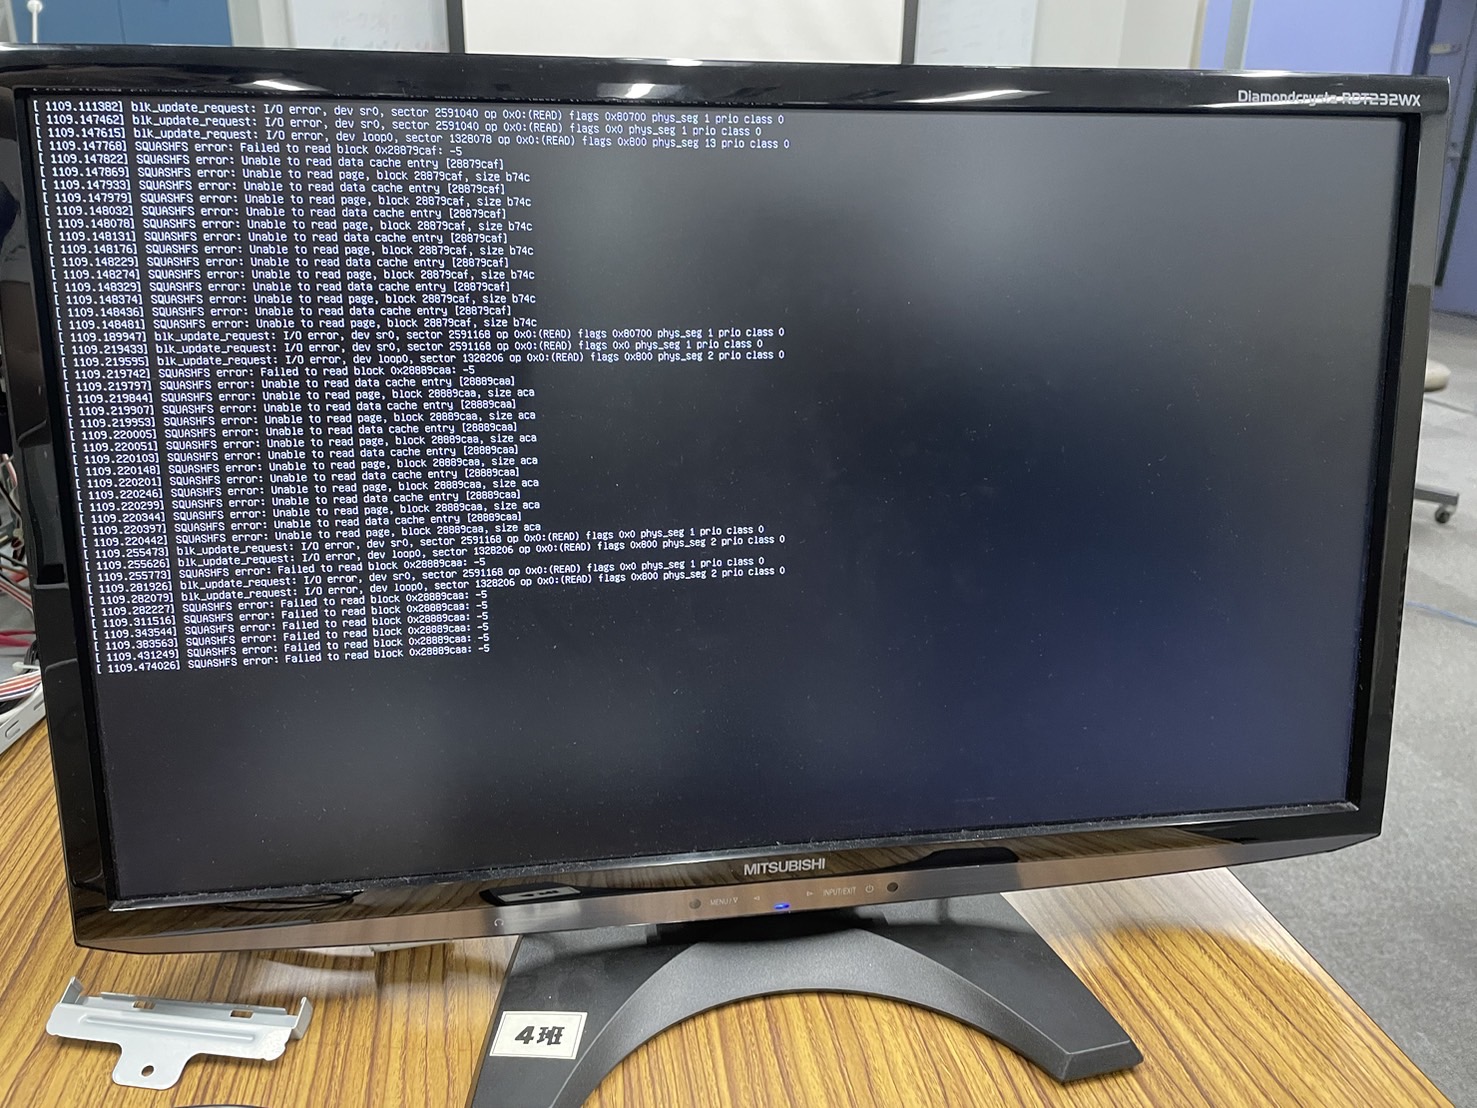 Diamondcrysta RDT232WX
[ 1109.111382] blk_update_request: I/O error, dev sr0, sector 2591040 op 0x0:(READ) flags 0x80700 phys_seg 1 prio class 0
[ 1109.147462] blk_update_request: I/O error, dev sr0, sector 2591040 op 0x0:(READ) flags 0x0 phys_seg 1 prio class 0
[ 1109.147615] blk_update_request: I/O error, dev loop0, sector 1328078 op 0x0:(READ) flags 0x800 phys_seg 13 prio class 0
[ 1109.147768] SQUASHFS error: Failed to read block 0x28879caf: -5
[ 1109.147822] SQUASHFS error: Unable to read data cache entry [28879caf]
[ 1109.147869] SQUASHFS error: Unable to read page, block 28879caf, size b74c
[ 1109.147933] SQUASHFS error: Unable to read data cache entry [28879caf]
[ 1109.147979] SQUASHFS error: Unable to read page, block 28879caf, size b74c
[ 1109.148032] SQUASHFS error: Unable to read data cache entry [28879caf]
[ 1109.148078] SQUASHFS error: Unable to read page, block 28879caf, size b74c
[ 1109.148131] SQUASHFS error: Unable to read data cache entry [28879caf]
[ 1109.148176] SQUASHFS error: Unable to read page, block 28879caf, size b74c
[ 1109.148229] SQUASHFS error: Unable to read data cache entry [28879caf]
[ 1109.148274] SQUASHFS error: Unable to read page, block 28879caf, size b74c
[ 1109.148329] SQUASHFS error: Unable to read data cache entry [28879caf]
[ 1109.148374] SQUASHFS error: Unable to read page, block 28879caf, size b74c
[ 1109.148436] SQUASHFS error: Unable to read data cache entry [28879caf]
[ 1109.148481] SQUASHFS error: Unable to read page, block 28879caf, size b74c
[ 1109.189947] blk_update_request: I/O error, dev sr0, sector 2591168 op 0x0:(READ) flags 0x80700 phys_seg 1 prio class 0
[ 1109.219433] blk_update_request: I/O error, dev sr0, sector 2591168 op 0x0:(READ) flags 0x0 phys_seg 1 prio class 0
[ 1109.219595] blk_update_request: I/O error, dev loop0, sector 1328206 op 0x0:(READ) flags 0x800 phys_seg 2 prio class 0
[ 1109.219742] SQUASHFS error: Failed to read block 0x28889caa: -5
[ 1109.219797] SQUASHFS error: Unable to read data cache entry [28889caa]
[ 1109.219844] SQUASHFS error: Unable to read page, block 28889caa, size aca
[ 1109.219907] SQUASHFS error: Unable to read data cache entry [28889caa]
[ 1109.219953] SQUASHFS error: Unable to read page, block 28889caa, size aca
[ 1109.220005] SQUASHFS error: Unable to read data cache entry [28889caa]
[ 1109.220051] SQUASHFS error: Unable to read page, block 28889caa, size aca
[ 1109.220103] SQUASHFS error: Unable to read data cache entry [28889caa]
[ 1109.220148] SQUASHFS error: Unable to read page, block 28889caa, size aca
[ 1109.220201] SQUASHFS error: Unable to read data cache entry [28889caa]
[ 1109.220246] SQUASHFS error: Unable to read page, block 28889caa, size aca
[ 1109.220299] SQUASHFS error: Unable to read data cache entry [28889caa]
[ 1109.220344] SQUASHFS error: Unable to read page, block 28889caa, size aca
[ 1109.220397] SQUASHFS error: Unable to read data cache entry [28889caa]
[ 1109.220442] SQUASHFS error: Unable to read page, block 28889caa, size aca
[ 1109.255473] blk_update_request: I/O error, dev sr0, sector 2591168 op 0x0:(READ) flags 0x0 phys_seg 1 prio class 0
[ 1109.255626] blk_update_request: I/O error, dev loop0, sector 1328206 op 0x0:(READ) flags 0x800 phys_seg 2 prio class 0
[ 1109.255773] SQUASHFS error: Failed to read block 0x28889caa: -5
[ 1109.281926] blk_update_request: I/O error, dev sr0, sector 2591168 op 0x0:(READ) flags 0x0 phys_seg 1 prio class 0
[ 1109.282079] blk_update_request: I/O error, dev loop0, sector 1328206 op 0x0:(READ) flags 0x800 phys_seg 2 prio class 0
[ 1109.282227] SQUASHFS error: Failed to read block 0x28889caa: -5
[ 1109.311516] SQUASHFS error: Failed to read block 0x28889caa: -5
[ 1109.343544] SQUASHFS error: Failed to read block 0x28889caa: -5
[ 1109.383563] SQUASHFS error: Failed to read block 0x28889caa: -5
[ 1109.431249] SQUASHFS error: Failed to read block 0x28889caa: -5
[ 1109.474026] SQUASHFS error: Failed to read block 0x28889caa: -5
MITSUBISHI
MENU/∇ INPUT/EXIT
4班